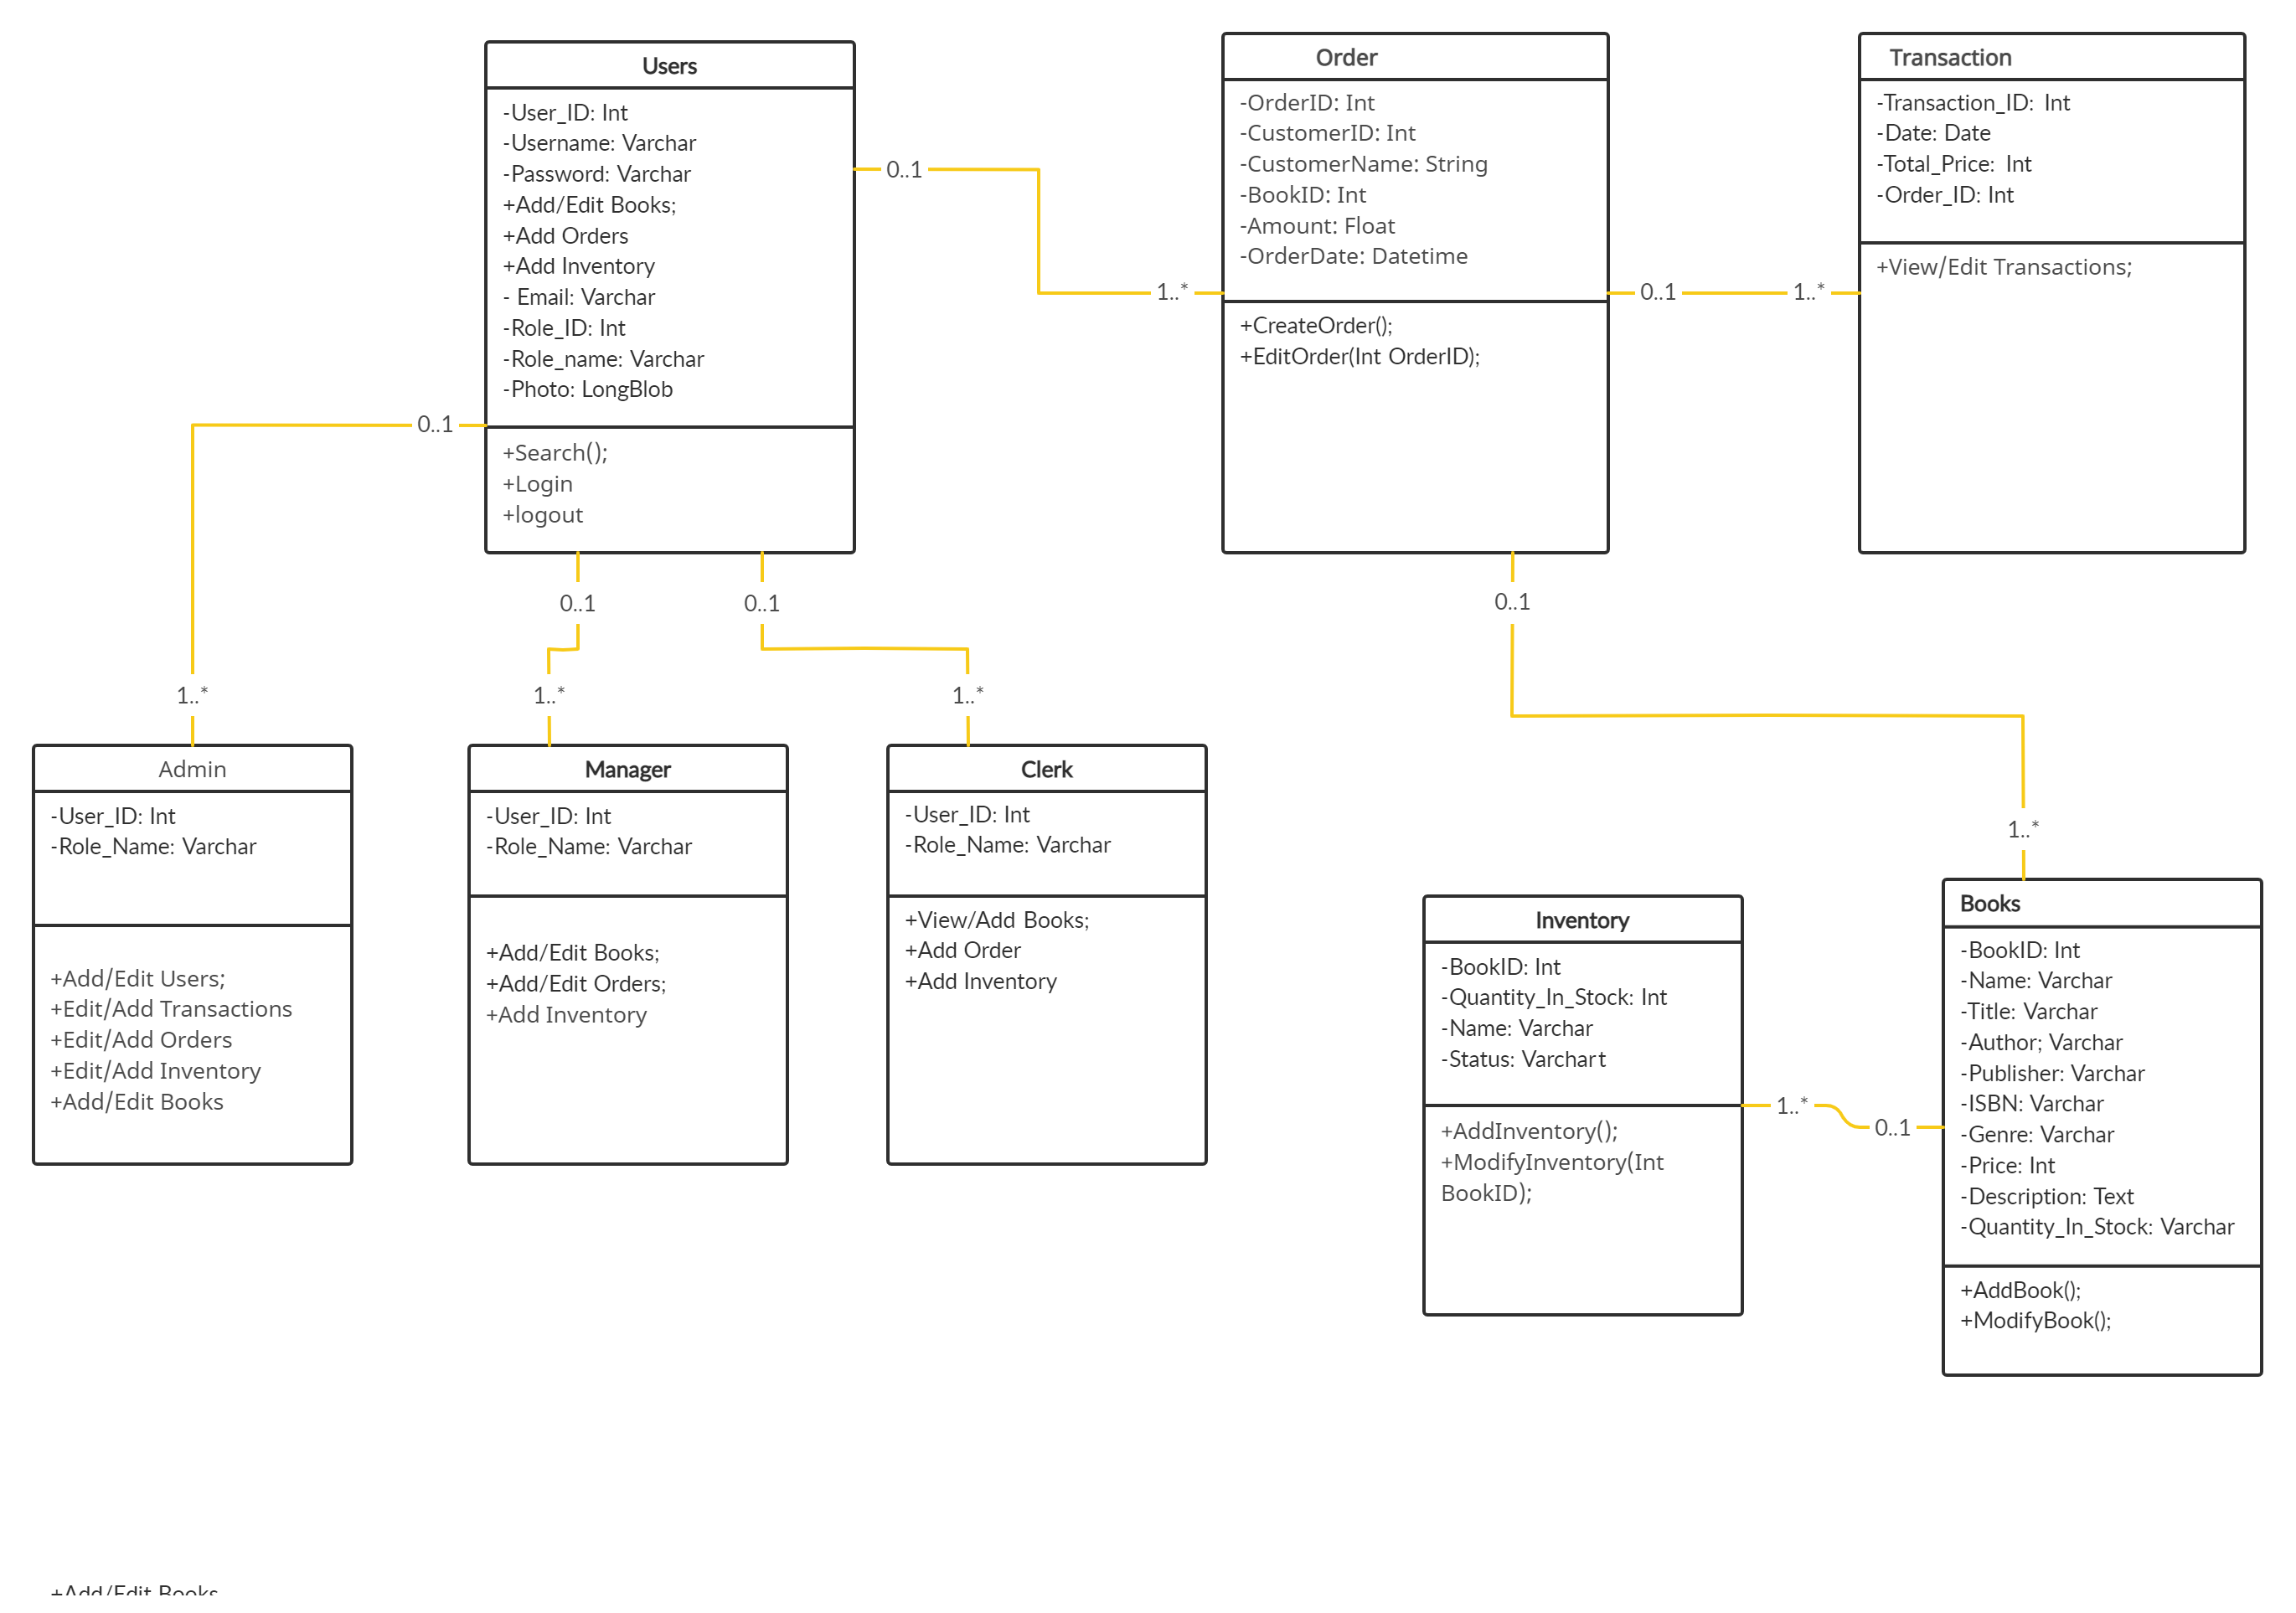 Users
-User_ID: Int
-Username: Varchar
-Password: Varchar
+Add/Edit Books;
+Add Orders
+Add Inventory
- Email: Varchar
-Role_ID: Int
-Role_name: Varchar
-Photo: LongBlob
+Search();
+Login
+logout
0..1
1..*
Order
-OrderID: Int
-CustomerID: Int
-CustomerName: String
-BookID: Int
-Amount: Float
-OrderDate: Datetime
+CreateOrder();
+EditOrder(Int OrderID);
0..1
1..*
Transaction
-Transaction_ID: Int
-Date: Date
-Total_Price: Int
-Order_ID: Int
+View/Edit Transactions;
0..1
1..*
0..1
1..*
0..1
1..*
0..1
1..*
Admin
-User_ID: Int
-Role_Name: Varchar
+Add/Edit Users;
+Edit/Add Transactions
+Edit/Add Orders
+Edit/Add Inventory
+Add/Edit Books
Manager
-User_ID: Int
-Role_Name: Varchar
+Add/Edit Books;
+Add/Edit Orders;
+Add Inventory
Clerk
-User_ID: Int
-Role_Name: Varchar
+View/Add Books;
+Add Order
+Add Inventory
Inventory
-BookID: Int
-Quantity_In_Stock: Int
-Name: Varchar
-Status: Varchart
+AddInventory();
+ModifyInventory(Int
BookID);
1..*
0..1
Books
-BookID: Int
-Name: Varchar
-Title: Varchar
-Author; Varchar
-Publisher: Varchar
-ISBN: Varchar
-Genre: Varchar
-Price: Int
-Description: Text
-Quantity_In_Stock: Varchar
+AddBook();
+ModifyBook();
+Add/Edit Books